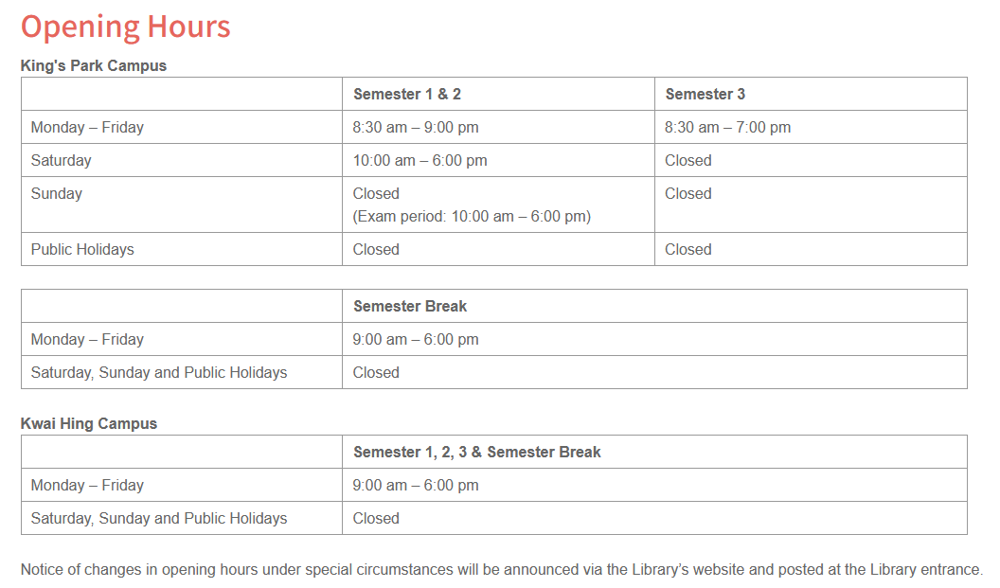 Opening Hours
King's Park Campus
Semester 1 & 2 Semester 3
Monday – Friday 8:30 am – 9:00 pm 8:30 am – 7:00 pm
Saturday 10:00 am – 6:00 pm Closed
Sunday Closed Closed
(Exam period: 10:00 am – 6:00 pm)
Public Holidays Closed Closed
Semester Break
Monday – Friday 9:00 am – 6:00 pm
Saturday, Sunday and Public Holidays Closed
Kwai Hing Campus
Semester 1, 2, 3 & Semester Break
Monday – Friday 9:00 am – 6:00 pm
Saturday, Sunday and Public Holidays Closed
Notice of changes in opening hours under special circumstances will be announced via the Library’s website and posted at the Library entrance.